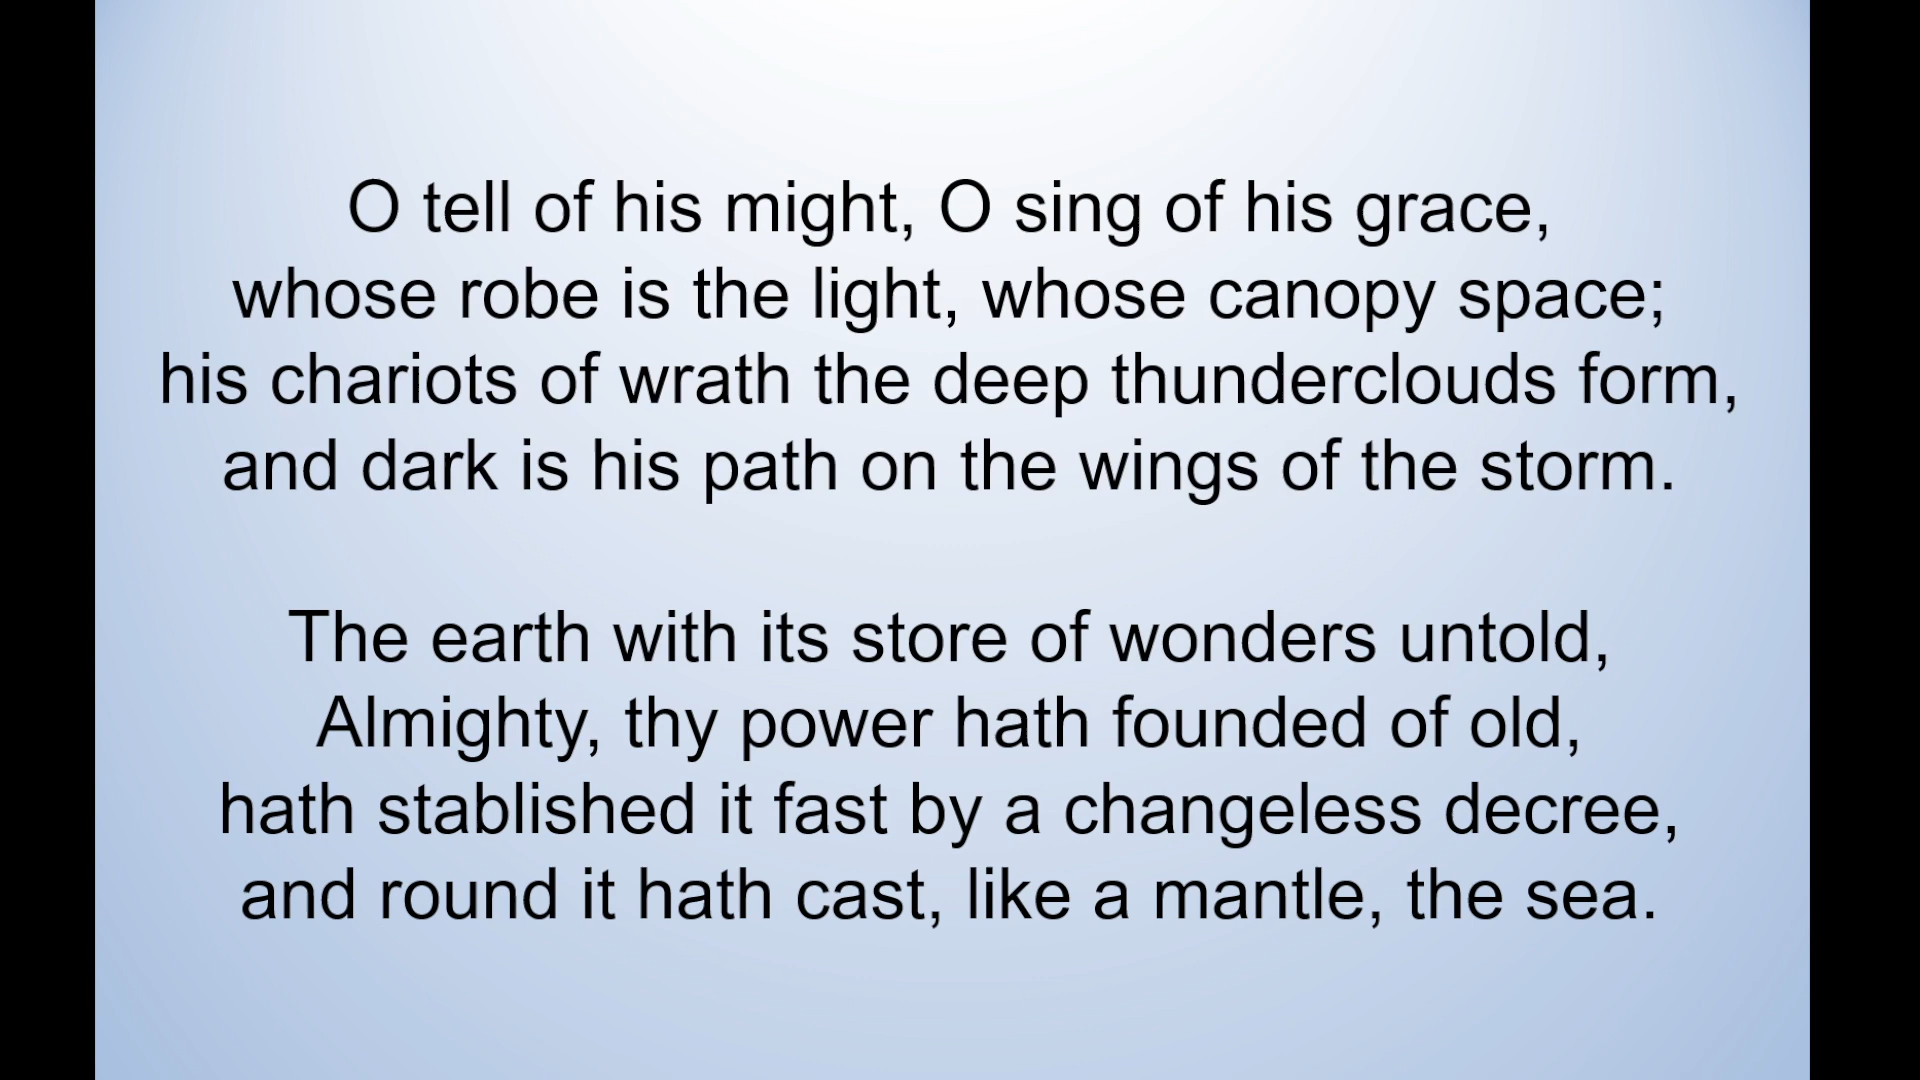 O tell of his might, O sing of his grace,
whose robe is the light, whose canopy space;
his chariots of wrath the deep thunderclouds form,
and dark is his path on the wings of the storm.
The earth with its store of wonders untold,
Almighty, thy power hath founded of old,
hath stablished it fast by a changeless decree,
and round it hath cast, like a mantle, the sea.